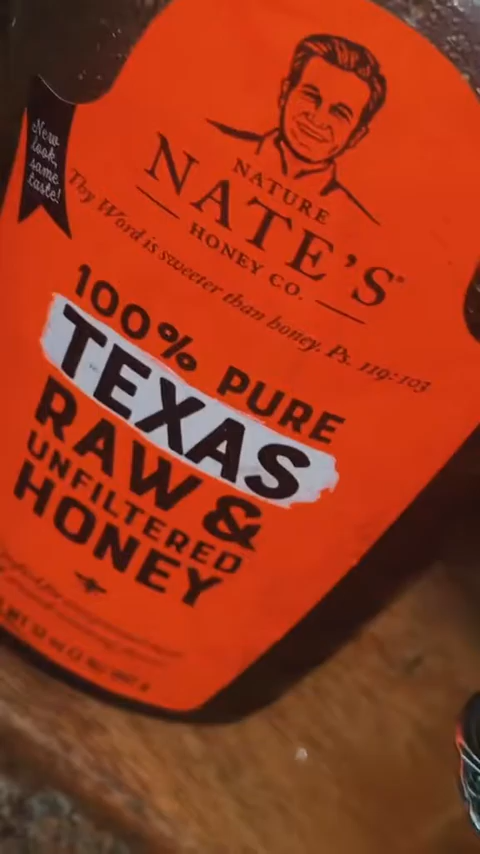 New
look,
same
taste!
NATURE
NATE'S®
HONEY CO.
Thy Word is sweeter than honey. Ps. 119:103
100% PURE
TEXAS
RAW &
UNFILTERED
HONEY